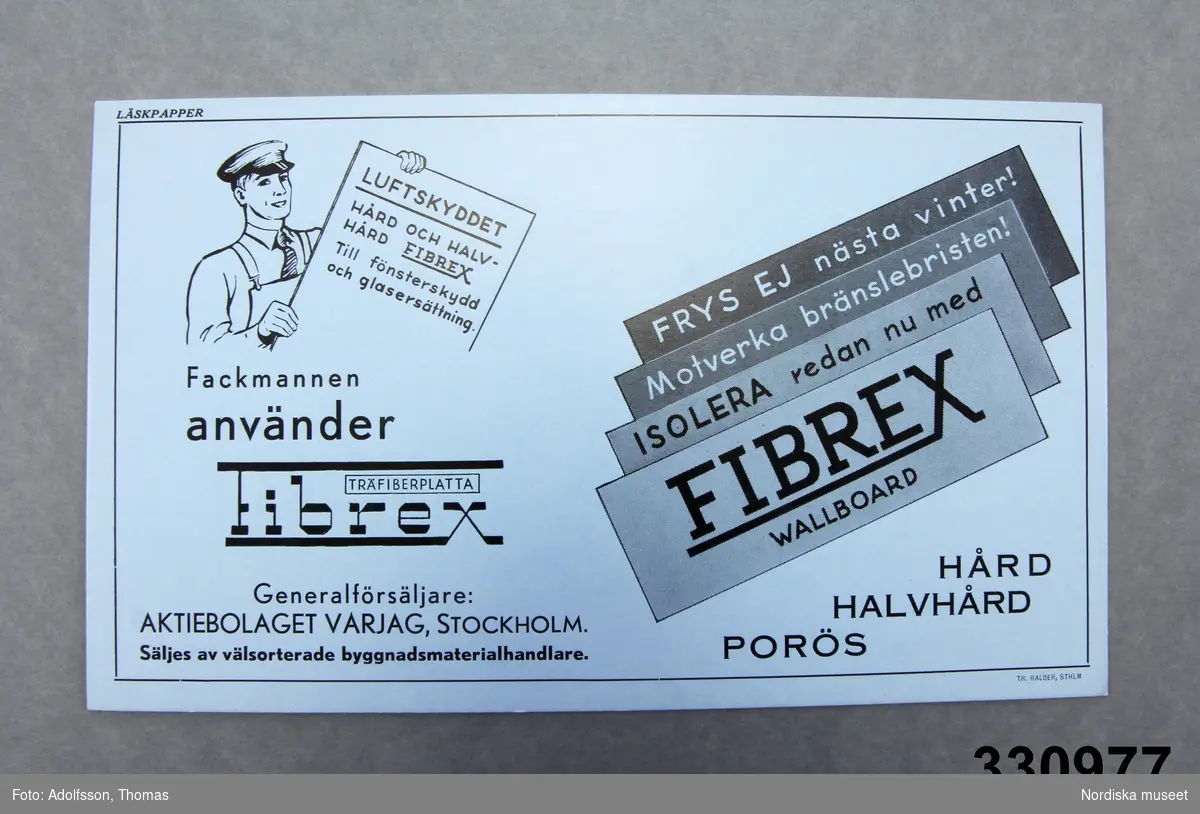 LÄSKPAPPER
LUFTSKYDDET
HÅRD OCH HALV-
HÅRD FIBREX
Till fönsterskydd
och glasersättning.
Fackmannen
använder
TRÄFIBERPLATTA
Fibrex
Generalförsäljare:
AKTIEBOLAGET VARJAG, STOCKHOLM.
Säljes av välsorterade byggnadsmaterialhandlare.
FRYS EJ nästa vinter!
Motverka bränslebristen!
ISOLERA redan nu med
FIBREX
WALLBOARD
HÅRD
HALVHÅRD
PORÖS
TR. BALDER, STHLM
330977
Foto: Adolfsson, Thomas
Nordiska museet